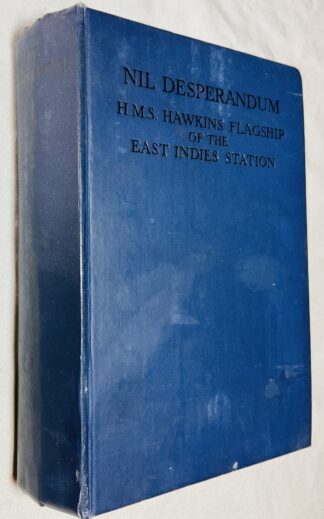 NIL DESPERANDUM
H.M.S. HAWKINS FLAGSHIP
OF THE
EAST INDIES STATION